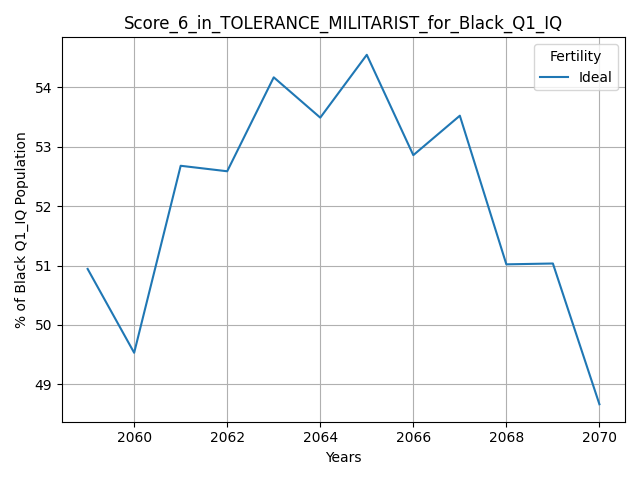 Score_6_in_TOLERANCE_MILITARIST_for_Black_Q1_IQ
Fertility
Ideal
% of Black Q1_IQ Population
54
53
52
51
50
49
2060 2062 2064 2066 2068 2070
Years